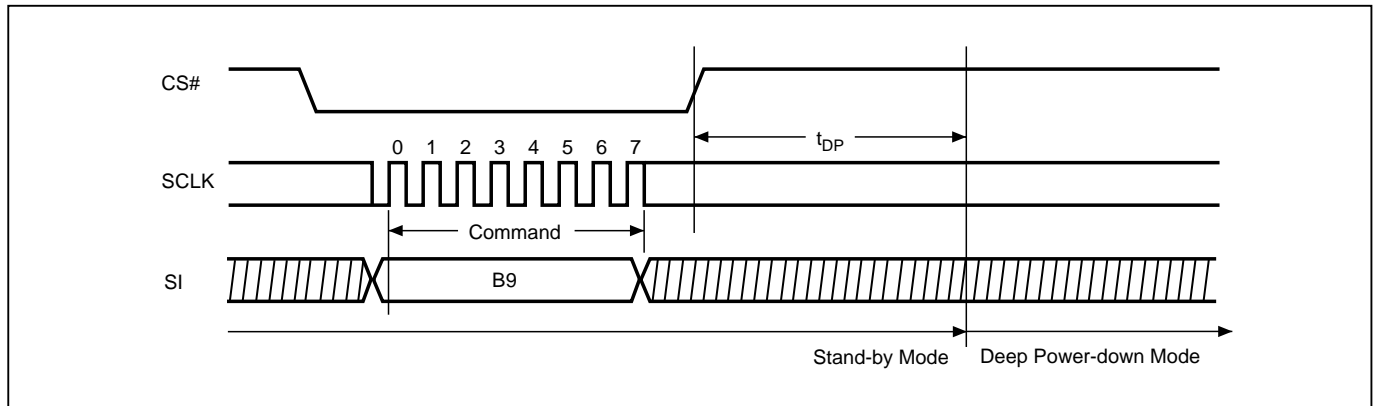 CS#
t_DP
0 1 2 3 4 5 6 7
SCLK
Command
SI
B9
Stand-by Mode
Deep Power-down Mode